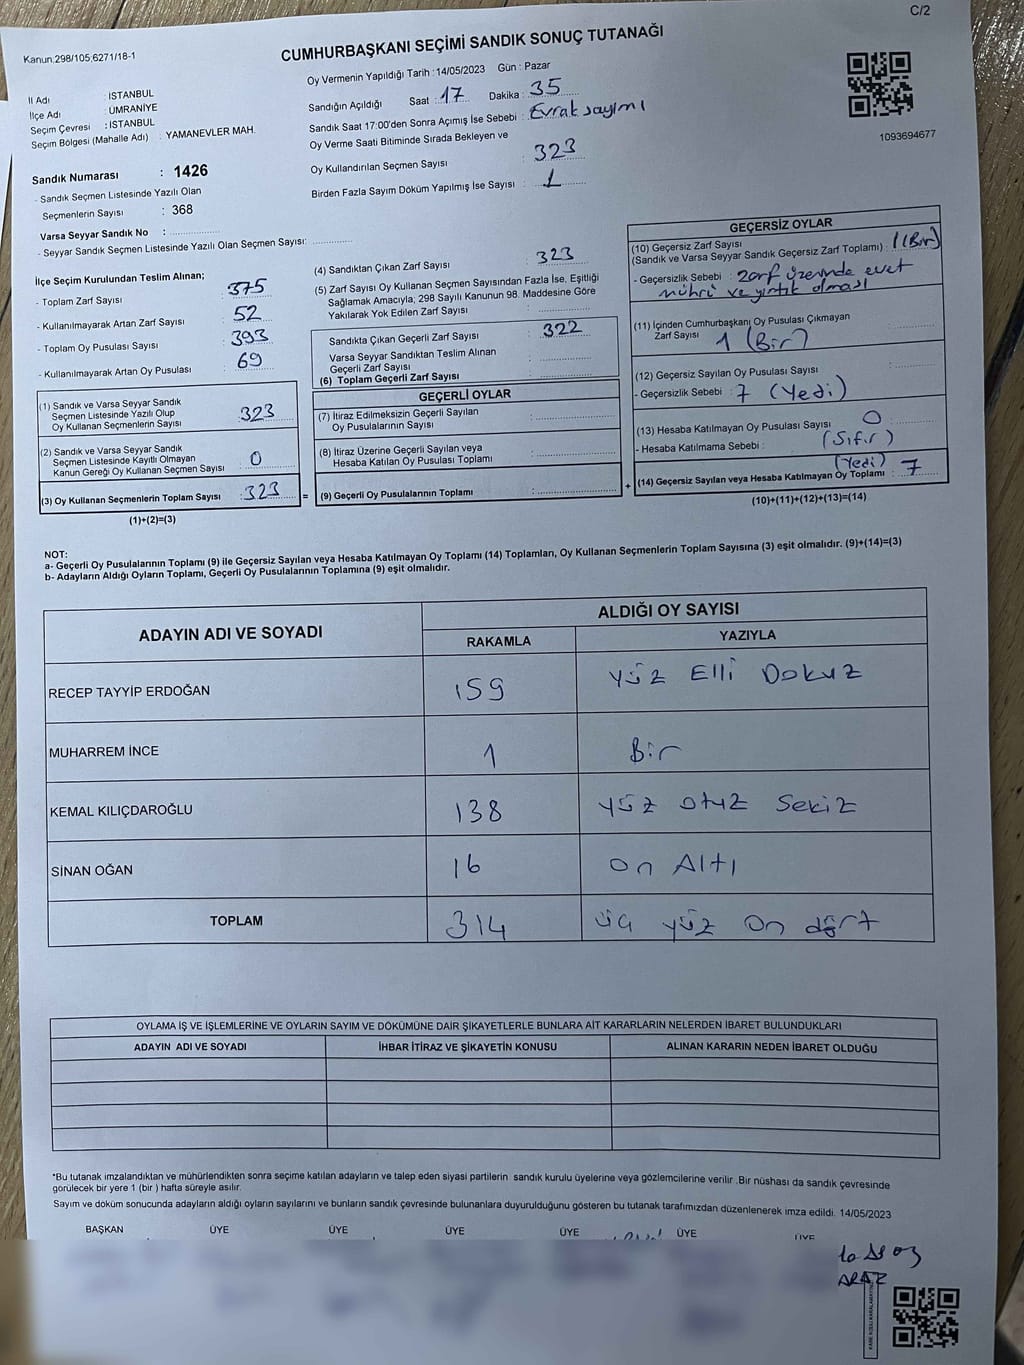 C/2
Kanun:298/105;6271/18-1
CUMHURBAŞKANI SEÇİMİ SANDIK SONUÇ TUTANAĞI
İl Adı : İSTANBUL
İlçe Adı : ÜMRANİYE
Seçim Çevresi : İSTANBUL
Seçim Bölgesi (Mahalle Adı) : YAMANEVLER MAH.
Sandık Numarası : 1426
- Sandık Seçmen Listesinde Yazılı Olan
Seçmenlerin Sayısı : 368
Varsa Seyyar Sandık No :
- Seyyar Sandık Seçmen Listesinde Yazılı Olan Seçmen Sayısı:
Oy Vermenin Yapıldığı Tarih : 14/05/2023 Gün : Pazar
Sandığın Açıldığı Saat 17 Dakika : 35
Sandık Saat 17:00'den Sonra Açımış İse Sebebi : Evrak sayımı
Oy Verme Saati Bitiminde Sırada Bekleyen ve
Oy Kullandırılan Seçmen Sayısı : 323
Birden Fazla Sayım Döküm Yapılmış İse Sayısı : 1
1093694677
İlçe Seçim Kurulundan Teslim Alınan;
- Toplam Zarf Sayısı : 375
- Kullanılmayarak Artan Zarf Sayısı : 52
- Toplam Oy Pusulası Sayısı : 393
- Kullanılmayarak Artan Oy Pusulası : 69
(1) Sandık ve Varsa Seyyar Sandık
Seçmen Listesinde Yazılı Olup
Oy Kullanan Seçmenlerin Sayısı : 323
(2) Sandık ve Varsa Seyyar Sandık
Seçmen Listesinde Kayıtlı Olmayan
Kanun Gereği Oy Kullanan Seçmen Sayısı : 0
(3) Oy Kullanan Seçmenlerin Toplam Sayısı : 323 =
(1)+(2)=(3)
(4) Sandıktan Çıkan Zarf Sayısı : 323
(5) Zarf Sayısı Oy Kullanan Seçmen Sayısından Fazla İse, Eşitliği
Sağlamak Amacıyla; 298 Sayılı Kanunun 98. Maddesine Göre
Yakılarak Yok Edilen Zarf Sayısı :
Sandıkta Çıkan Geçerli Zarf Sayısı : 322
Varsa Seyyar Sandıktan Teslim Alınan
Geçerli Zarf Sayısı :
(6) Toplam Geçerli Zarf Sayısı :
GEÇERLİ OYLAR
(7) İtiraz Edilmeksizin Geçerli Sayılan
Oy Pusulalarının Sayısı :
(8) İtiraz Üzerine Geçerli Sayılan veya
Hesaba Katılan Oy Pusulası Toplamı :
(9) Geçerli Oy Pusulalarının Toplamı : +
GEÇERSİZ OYLAR
(10) Geçersiz Zarf Sayısı
(Sandık ve Varsa Seyyar Sandık Geçersiz Zarf Toplamı) : 1 (Bir)
- Geçersizlik Sebebi : Zarf üzerinde evet
mührü ve yırtık olması
(11) İçinden Cumhurbaşkanı Oy Pusulası Çıkmayan
Zarf Sayısı 1 (Bir) :
(12) Geçersiz Sayılan Oy Pusulası Sayısı :
- Geçersizlik Sebebi : 7 (Yedi)
(13) Hesaba Katılmayan Oy Pusulası Sayısı : 0
- Hesaba Katılmama Sebebi : (Sıfır)
(Yedi)
(14) Geçersiz Sayılan veya Hesaba Katılmayan Oy Toplamı : 7
(10)+(11)+(12)+(13)=(14)
NOT:
a- Geçerli Oy Pusulalarının Toplamı (9) ile Geçersiz Sayılan veya Hesaba Katılmayan Oy Toplamı (14) Toplamları, Oy Kullanan Seçmenlerin Toplam Sayısına (3) eşit olmalıdır. (9)+(14)=(3)
b- Adayların Aldığı Oyların Toplamı, Geçerli Oy Pusulalarının Toplamına (9) eşit olmalıdır.
ADAYIN ADI VE SOYADI
ALDIĞI OY SAYISI
RAKAMLA YAZIYLA
RECEP TAYYİP ERDOĞAN 159 Yüz Elli Dokuz
MUHARREM İNCE 1 Bir
KEMAL KILIÇDAROĞLU 138 Yüz otuz Sekiz
SİNAN OĞAN 16 On Altı
TOPLAM 314 üç yüz On dört
OYLAMA İŞ VE İŞLEMLERİNE VE OYLARIN SAYIM VE DÖKÜMÜNE DAİR ŞİKAYETLERLE BUNLARA AİT KARARLARIN NELERDEN İBARET BULUNDUKLARI
ADAYIN ADI VE SOYADI İHBAR İTİRAZ VE ŞİKAYETİN KONUSU ALINAN KARARIN NEDEN İBARET OLDUĞU
*Bu tutanak imzalandıktan ve mühürlendikten sonra seçime katılan adayların ve talep eden siyasi partilerin sandık kurulu üyelerine veya gözlemcilerine verilir .Bir nüshası da sandık çevresinde
görülecek bir yere 1 (bir ) hafta süreyle asılır.
Sayım ve döküm sonucunda adayların aldığı oyların sayılarını ve bunların sandık çevresinde bulunanlara duyurulduğunu gösteren bu tutanak tarafımızdan düzenlenerek imza edildi. 14/05/2023
BAŞKAN ÜYE ÜYE ÜYE ÜYE ÜYE ÜYE
ARAZ